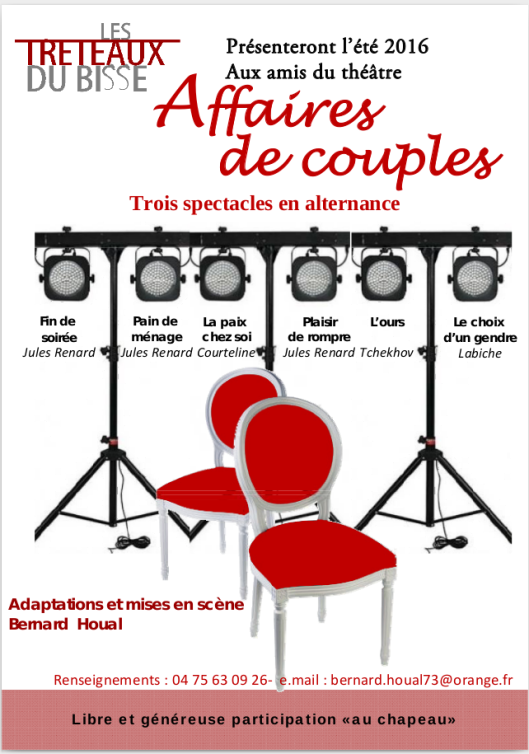 LES
TRETEAUX
DU BISSE
Présenteront l'été 2016
Aux amis du théâtre
Affaires
de couples
Trois spectacles en alternance
Fin de
soirée
Jules Renard
Pain de
ménage
Jules Renard
La paix
chez soi
Courteline
Plaisir
de rompre
Jules Renard
L'ours
Tchekhov
Le choix
d'un gendre
Labiche
Adaptations et mises en scène
Bernard Houal
Renseignements : 04 75 63 09 26- e.mail : bernard.houal73@orange.fr
Libre et généreuse participation «au chapeau»